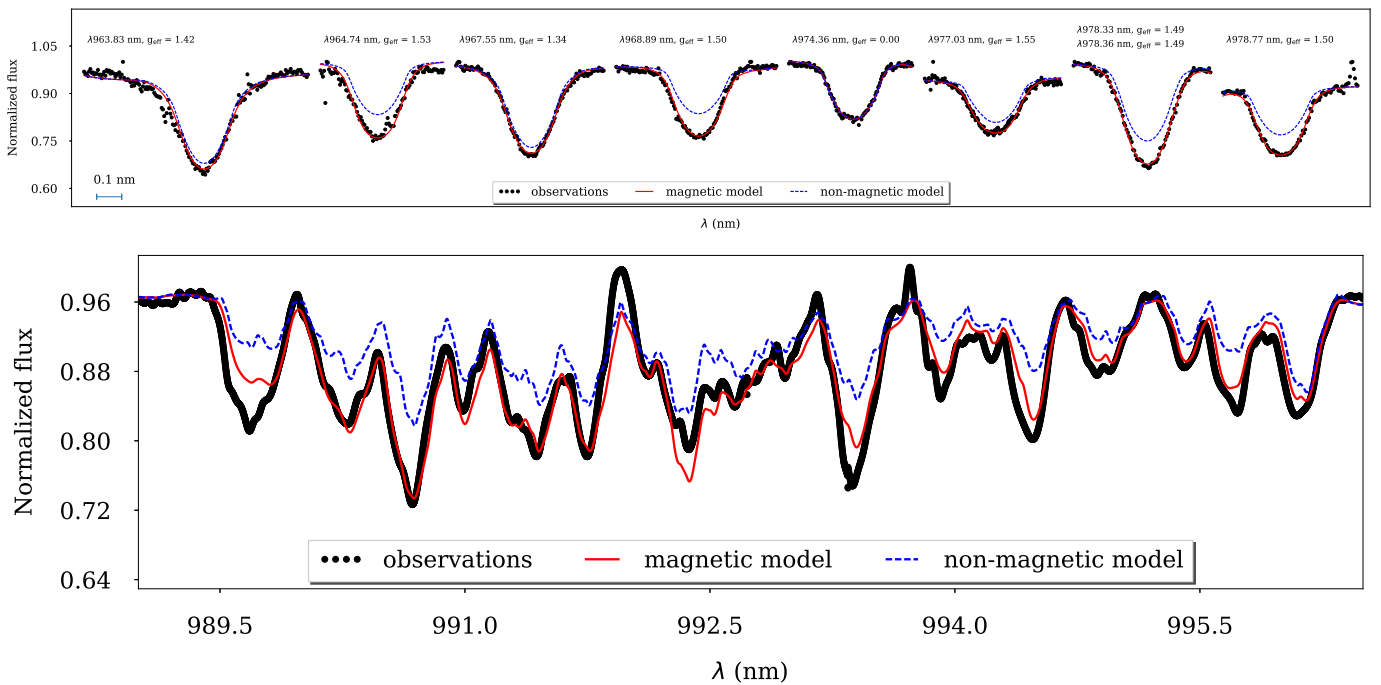 λ963.83 nm, g_eff = 1.42
λ964.74 nm, g_eff = 1.53
λ967.55 nm, g_eff = 1.34
λ968.89 nm, g_eff = 1.50
λ974.36 nm, g_eff = 0.00
λ977.03 nm, g_eff = 1.55
λ978.33 nm, g_eff = 1.49
λ978.36 nm, g_eff = 1.49
λ978.77 nm, g_eff = 1.50
Normalized flux
1.05
0.90
0.75
0.60
0.1 nm
observations
magnetic model
non-magnetic model
λ (nm)
Normalized flux
0.96
0.88
0.80
0.72
0.64
observations
magnetic model
non-magnetic model
989.5
991.0
992.5
994.0
995.5
λ (nm)